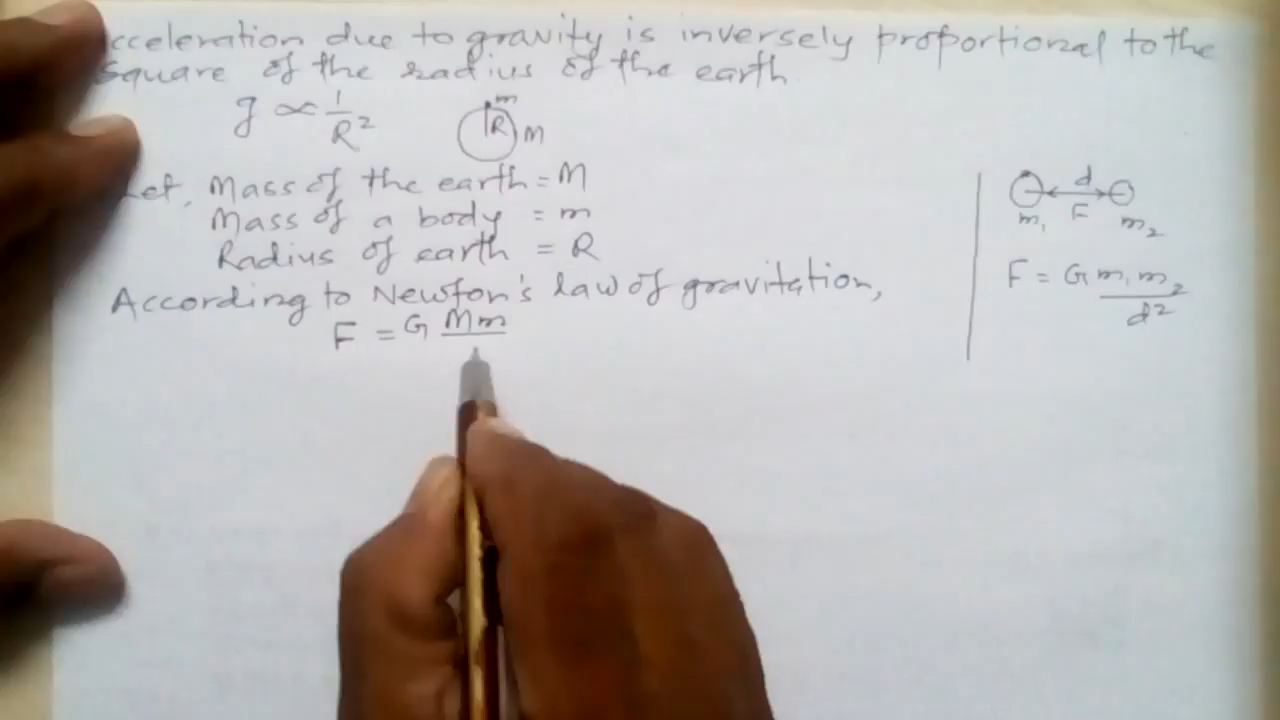 cceleration due to gravity is inversely proportional to the
square of the radius of the earth
g ∝ 1/R²
m
R M
Let, Mass of the earth = M
Mass of a body = m
Radius of earth = R
According to Newton's law of gravitation,
F = G Mm
d
m₁ F m₂
F = G m₁m₂/d²